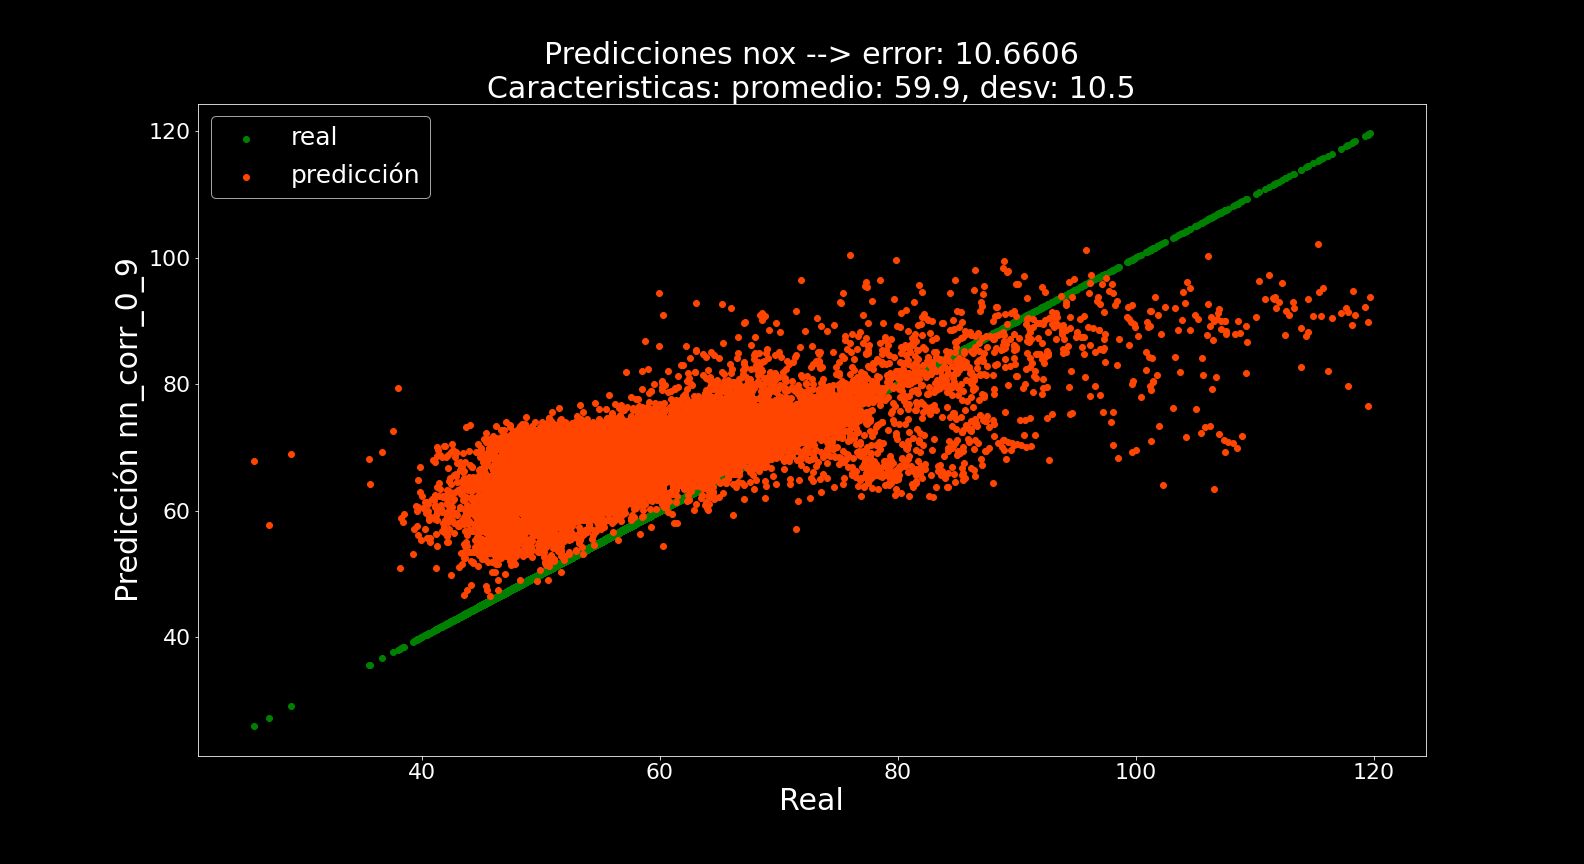 Predicciones nox --> error: 10.6606
Caracteristicas: promedio: 59.9, desv: 10.5
real
predicción
120
100
80
60
40
Predicción nn_corr_0_9
40 60 80 100 120
Real